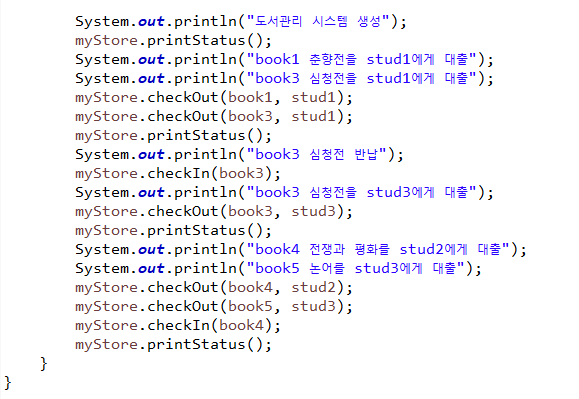 System.out.println("도서관리 시스템 생성");
myStore.printStatus();
System.out.println("book1 춘향전을 stud1에게 대출");
System.out.println("book3 심청전을 stud1에게 대출");
myStore.checkOut(book1, stud1);
myStore.checkOut(book3, stud1);
myStore.printStatus();
System.out.println("book3 심청전 반납");
myStore.checkIn(book3);
System.out.println("book3 심청전을 stud3에게 대출");
myStore.checkOut(book3, stud3);
myStore.printStatus();
System.out.println("book4 전쟁과 평화를 stud2에게 대출");
System.out.println("book5 논어를 stud3에게 대출");
myStore.checkOut(book4, stud2);
myStore.checkOut(book5, stud3);
myStore.checkIn(book4);
myStore.printStatus();
}
}